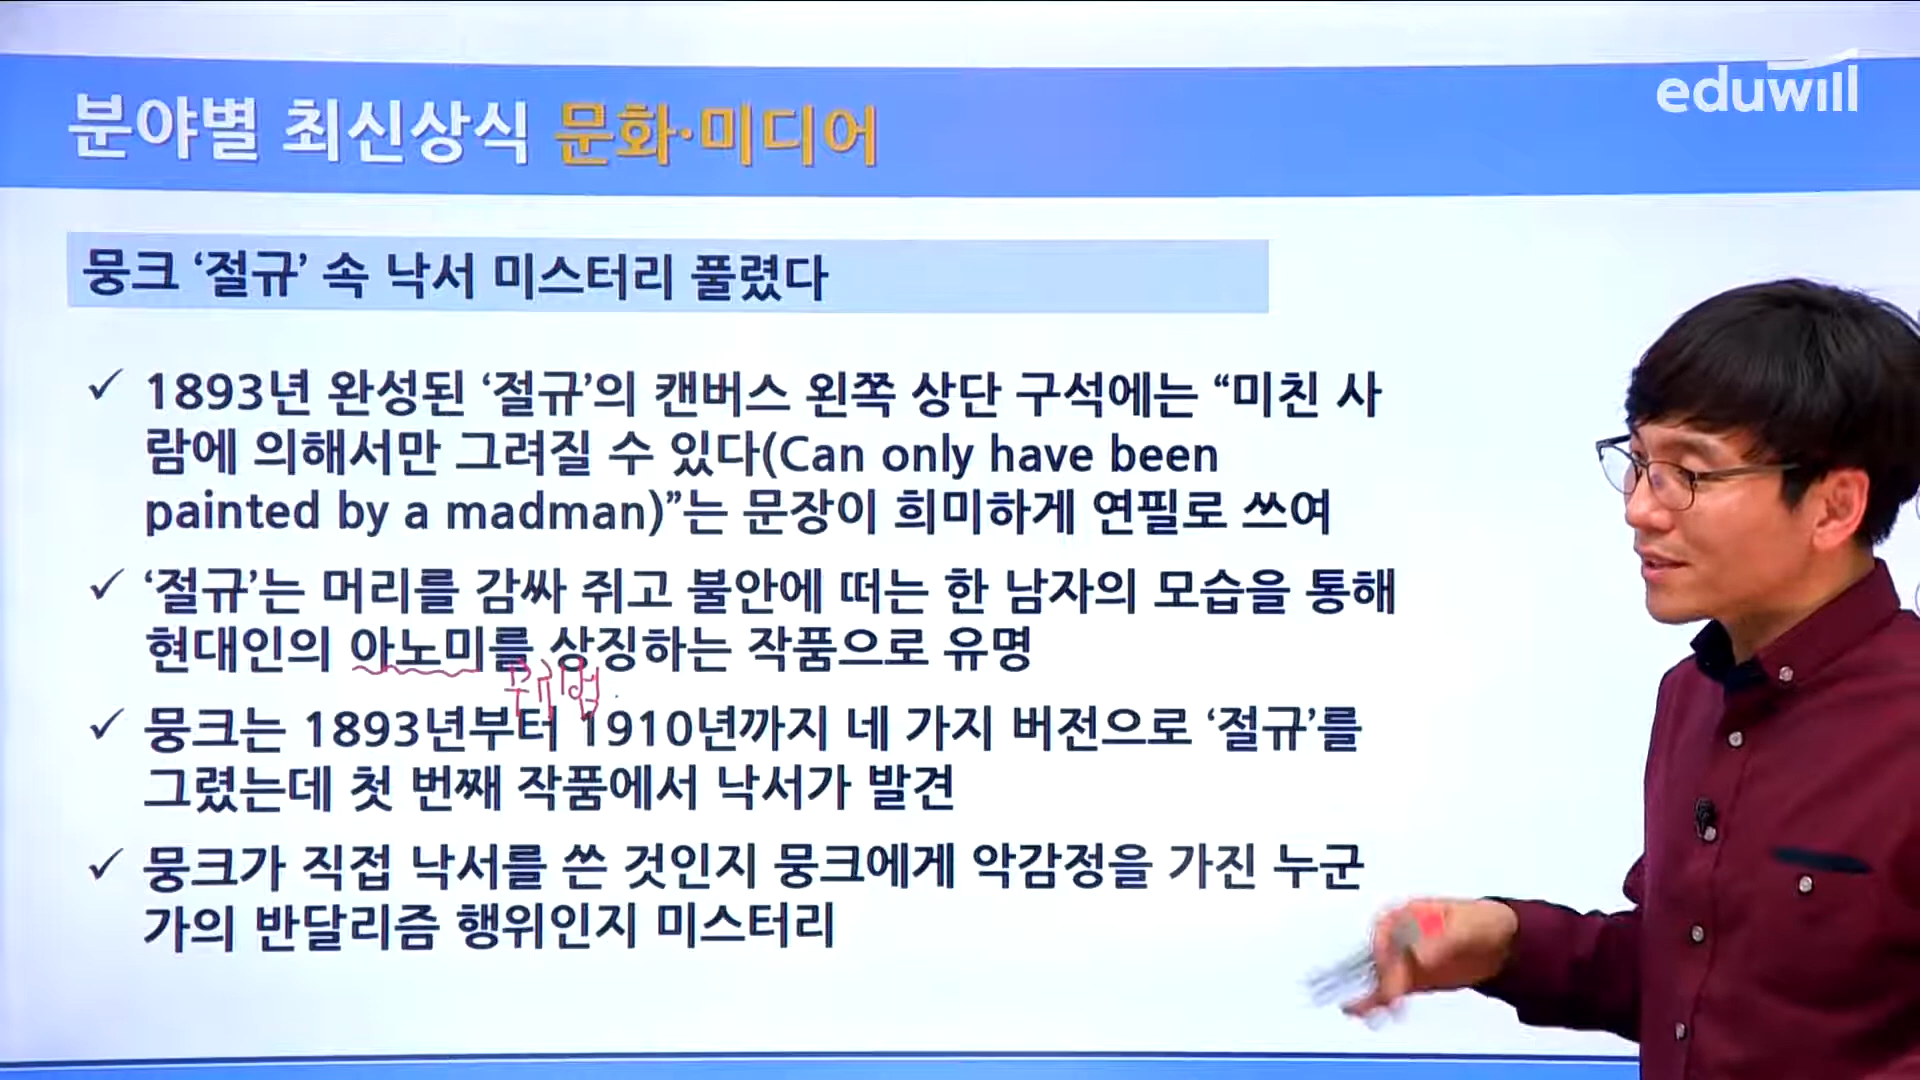 분야별 최신상식 문화·미디어
eduwill
뭉크 ‘절규’ 속 낙서 미스터리 풀렸다
✓ 1893년 완성된 ‘절규’의 캔버스 왼쪽 상단 구석에는 “미친 사
람에 의해서만 그려질 수 있다(Can only have been
painted by a madman)”는 문장이 희미하게 연필로 쓰여
✓ ‘절규’는 머리를 감싸 쥐고 불안에 떠는 한 남자의 모습을 통해
현대인의 아노미를 상징하는 작품으로 유명
무규범
✓ 뭉크는 1893년부터 1910년까지 네 가지 버전으로 ‘절규’를
그렸는데 첫 번째 작품에서 낙서가 발견
✓ 뭉크가 직접 낙서를 쓴 것인지 뭉크에게 악감정을 가진 누군
가의 반달리즘 행위인지 미스터리